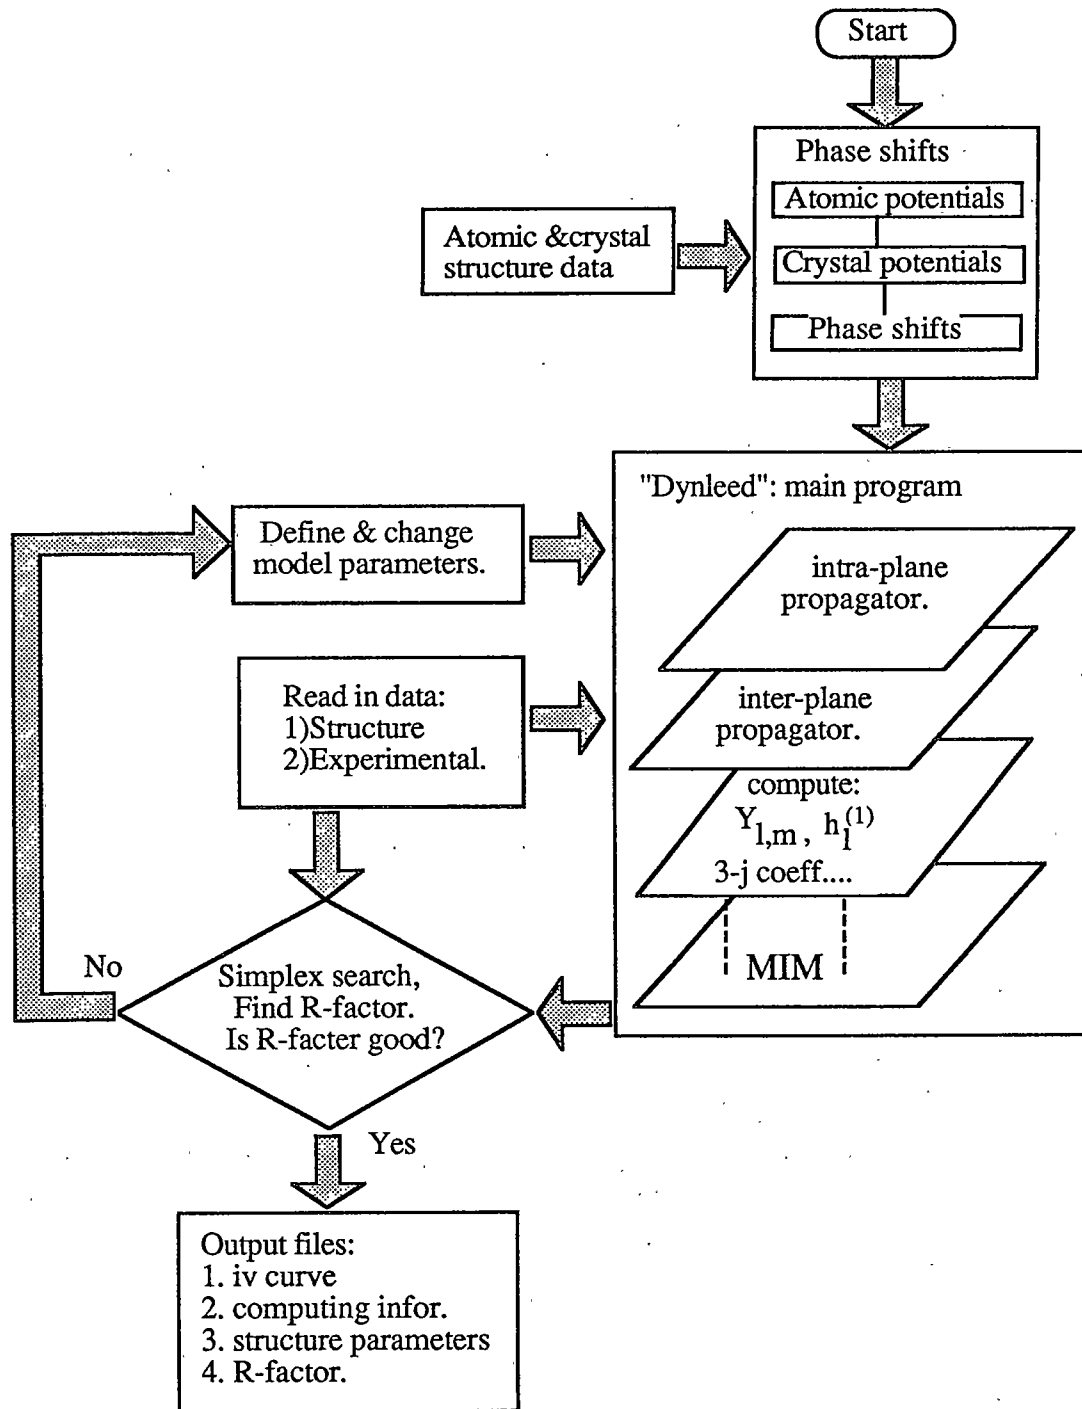 Start
Phase shifts
Atomic potentials
Crystal potentials
Phase shifts
Atomic &crystal
structure data
"Dynleed": main program
intra-plane
propagator.
inter-plane
propagator.
compute:
Y_{l,m} , h_l^{(1)}
3-j coeff....
MIM
Define & change
model parameters.
Read in data:
1)Structure
2)Experimental.
No
Simplex search,
Find R-factor.
Is R-facter good?
Yes
Output files:
1. iv curve
2. computing infor.
3. structure parameters
4. R-factor.